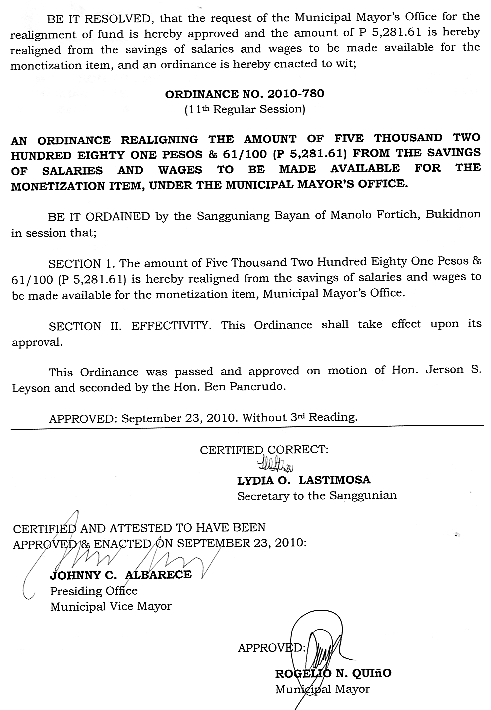 BE IT RESOLVED, that the request of the Municipal Mayor's Office for the
realignment of fund is hereby approved and the amount of P 5,281.61 is hereby
realigned from the savings of salaries and wages to be made available for the
monetization item, and an ordinance is hereby enacted to wit;
ORDINANCE NO. 2010-780
(11th Regular Session)
AN ORDINANCE REALIGNING THE AMOUNT OF FIVE THOUSAND TWO
HUNDRED EIGHTY ONE PESOS & 61/100 (P 5,281.61) FROM THE SAVINGS
OF SALARIES AND WAGES TO BE MADE AVAILABLE FOR THE
MONETIZATION ITEM, UNDER THE MUNICIPAL MAYOR'S OFFICE.
BE IT ORDAINED by the Sangguniang Bayan of Manolo Fortich, Bukidnon
in session that;
SECTION 1. The amount of Five Thousand Two Hundred Eighty One Pesos &
61/100 (P 5,281.61) is hereby realigned from the savings of salaries and wages to
be made available for the monetization item, Municipal Mayor's Office.
SECTION II. EFFECTIVITY. This Ordinance shall take effect upon its
approval.
This Ordinance was passed and approved on motion of Hon. Jerson S.
Leyson and seconded by the Hon. Ben Pancrudo.
APPROVED: September 23, 2010. Without 3rd Reading.
CERTIFIED CORRECT:
LYDIA O. LASTIMOSA
Secretary to the Sanggunian
CERTIFIED AND ATTESTED TO HAVE BEEN
APPROVED & ENACTED ON SEPTEMBER 23, 2010:
JOHNNY C. ALBARECE
Presiding Office
Municipal Vice Mayor
APPROVED:
ROGELIO N. QUIñO
Municipal Mayor